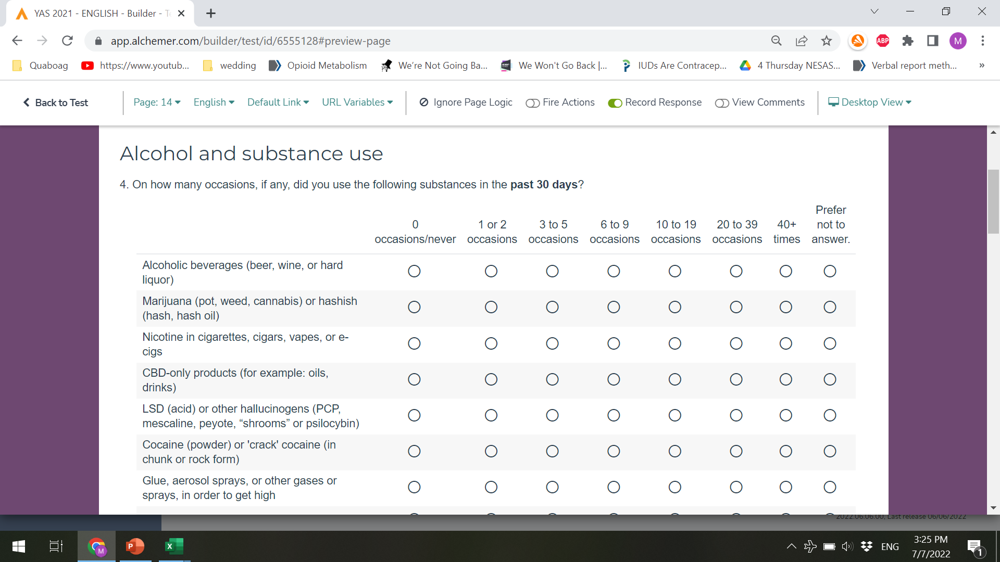 YAS 2021 - ENGLISH - Builder - Te
app.alchemer.com/builder/test/id/6555128#preview-page
ABP
M
Quaboag
https://www.youtub...
wedding
Opioid Metabolism
We're Not Going Ba...
We Won't Go Back |...
IUDs Are Contracep...
4 Thursday NESAS...
Verbal report meth...
»
Back to Test
Page: 14
English
Default Link
URL Variables
Ignore Page Logic
Fire Actions
Record Response
View Comments
Desktop View
Alcohol and substance use
4. On how many occasions, if any, did you use the following substances in the past 30 days?
0 occasions/never
1 or 2 occasions
3 to 5 occasions
6 to 9 occasions
10 to 19 occasions
20 to 39 occasions
40+ times
Prefer not to answer.
Alcoholic beverages (beer, wine, or hard
liquor)
Marijuana (pot, weed, cannabis) or hashish
(hash, hash oil)
Nicotine in cigarettes, cigars, vapes, or e-
cigs
CBD-only products (for example: oils,
drinks)
LSD (acid) or other hallucinogens (PCP,
mescaline, peyote, “shrooms” or psilocybin)
Cocaine (powder) or 'crack' cocaine (in
chunk or rock form)
Glue, aerosol sprays, or other gases or
sprays, in order to get high
2022.06.06.00, Last release 06/06/2022
M
P
X
ENG
3:25 PM
7/7/2022
1